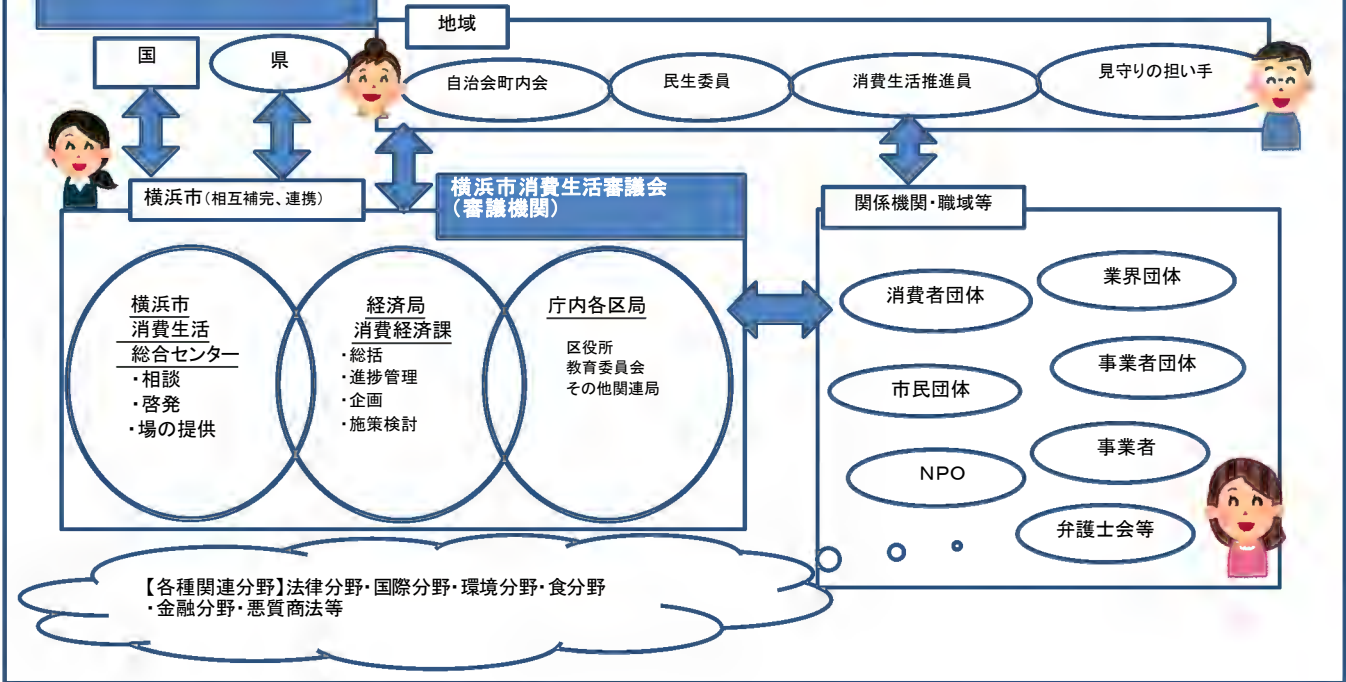 地域
国
県
自治会町内会
民生委員
消費生活推進員
見守りの担い手
横浜市(相互補完、連携)
横浜市消費生活審議会
(審議機関)
関係機関・職域等
横浜市
消費生活
総合センター
・相談
・啓発
・場の提供
経済局
消費経済課
・総括
・進捗管理
・企画
・施策検討
庁内各区局
区役所
教育委員会
その他関連局
消費者団体
業界団体
市民団体
事業者団体
NPO
事業者
弁護士会等
【各種関連分野】法律分野・国際分野・環境分野・食分野
・金融分野・悪質商法等